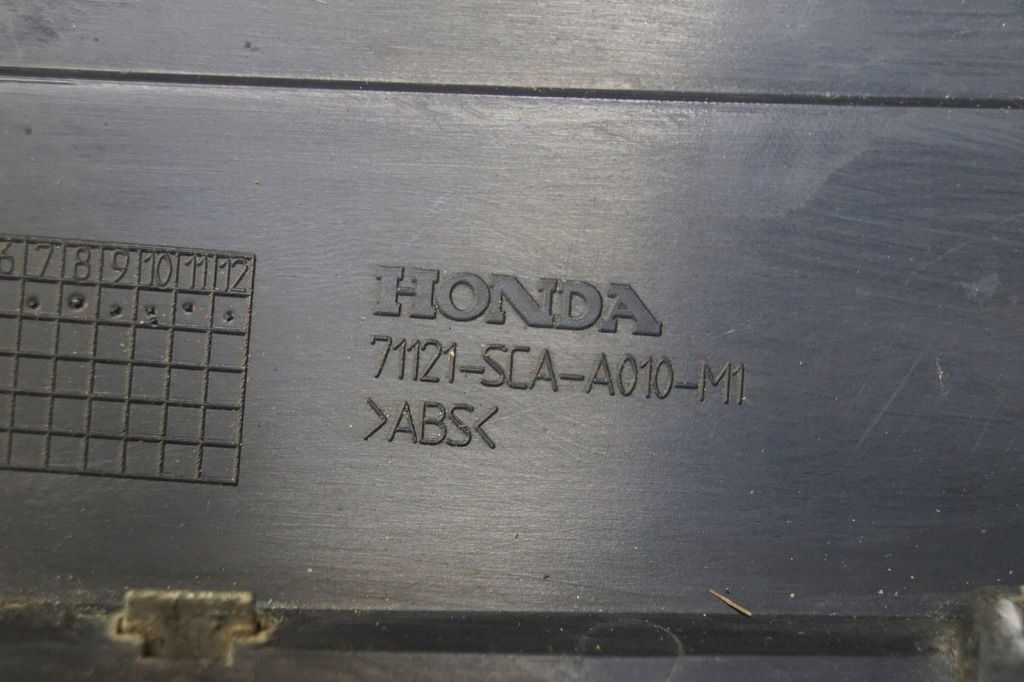 6 7 8 9 10 11 12
HONDA
71121-SCA-A010-M1
>ABS<